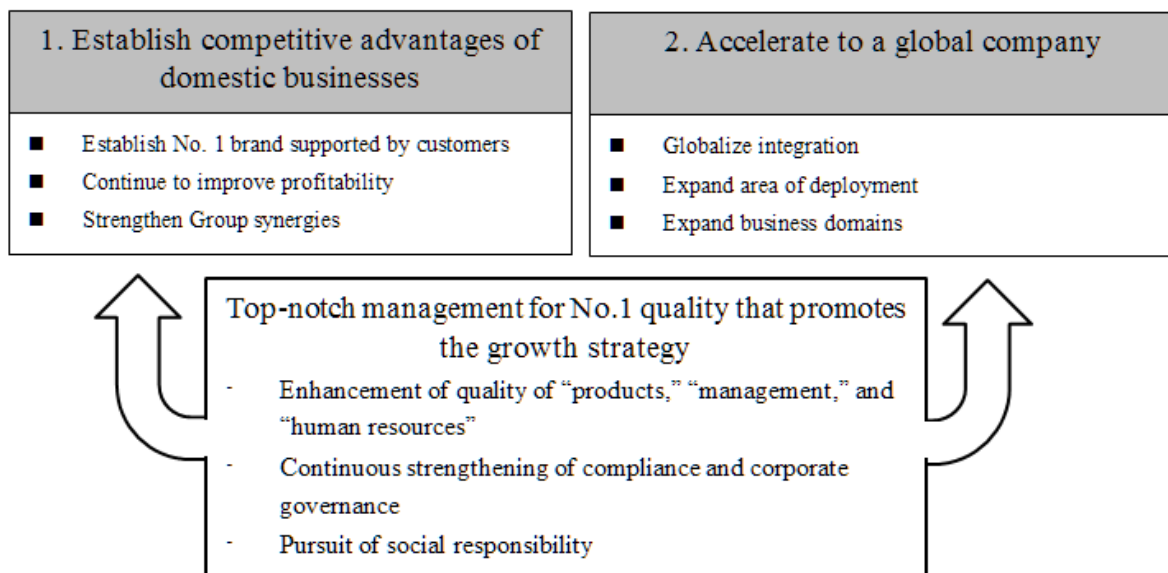 1. Establish competitive advantages of
domestic businesses
■ Establish No. 1 brand supported by customers
■ Continue to improve profitability
■ Strengthen Group synergies
2. Accelerate to a global company
■ Globalize integration
■ Expand area of deployment
■ Expand business domains
Top-notch management for No.1 quality that promotes
the growth strategy
- Enhancement of quality of “products,” “management,” and
“human resources”
- Continuous strengthening of compliance and corporate
governance
- Pursuit of social responsibility